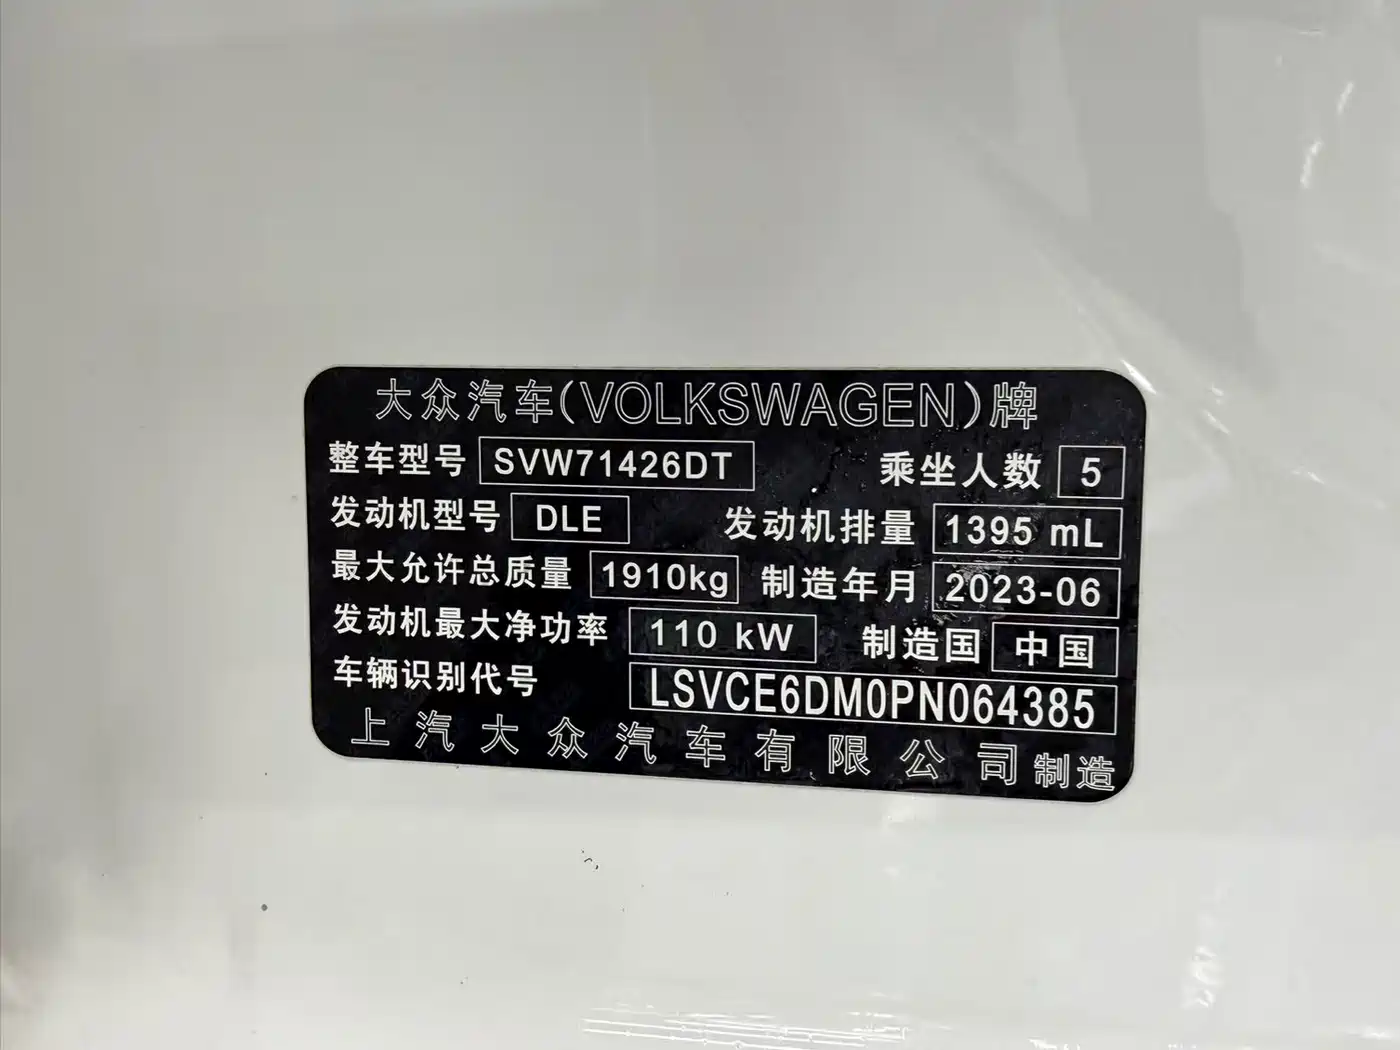 大众汽车(VOLKSWAGEN)牌
整车型号 SVW71426DT 乘坐人数 5
发动机型号 DLE 发动机排量 1395 mL
最大允许总质量 1910kg 制造年月 2023-06
发动机最大净功率 110 kW 制造国 中国
车辆识别代号 LSVCE6DM0PN064385
上汽大众汽车有限公司制造